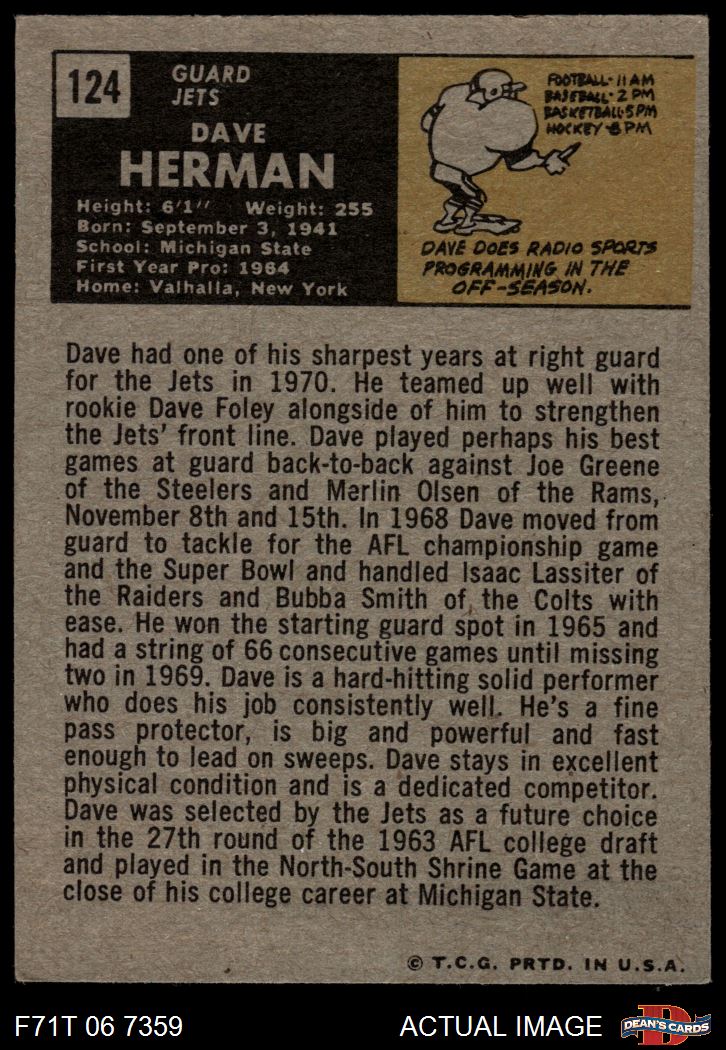 124
GUARD
JETS
DAVE
HERMAN
Height: 6'1" Weight: 255
Born: September 3, 1941
School: Michigan State
First Year Pro: 1964
Home: Valhalla, New York
FOOTBALL-11AM
BASEBALL-2PM
BASKETBALL-5PM
HOCKEY-8PM
DAVE DOES RADIO SPORTS
PROGRAMMING IN THE
OFF-SEASON.
Dave had one of his sharpest years at right guard
for the Jets in 1970. He teamed up well with
rookie Dave Foley alongside of him to strengthen
the Jets' front line. Dave played perhaps his best
games at guard back-to-back against Joe Greene
of the Steelers and Merlin Olsen of the Rams,
November 8th and 15th. In 1968 Dave moved from
guard to tackle for the AFL championship game
and the Super Bowl and handled Isaac Lassiter of
the Raiders and Bubba Smith of the Colts with
ease. He won the starting guard spot in 1965 and
had a string of 66 consecutive games until missing
two in 1969. Dave is a hard-hitting solid performer
who does his job consistently well. He's a fine
pass protector, is big and powerful and fast
enough to lead on sweeps. Dave stays in excellent
physical condition and is a dedicated competitor.
Dave was selected by the Jets as a future choice
in the 27th round of the 1963 AFL college draft
and played in the North-South Shrine Game at the
close of his college career at Michigan State.
© T.C.G. PRTD. IN U.S.A.
F71T 06 7359 ACTUAL IMAGE
D
DEAN'S CARDS